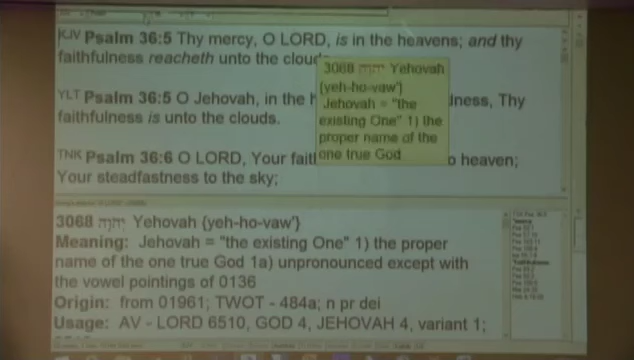 KJV Psalm 36:5 Thy mercy, O LORD, is in the heavens; and thy
faithfulness reacheth unto the
YLT Psalm 36:5 O Jehovah, in the Thy
faithfulness is unto the clouds.
TNK Psalm 36:6 O LORD, Your heaven;
Your steadfastness to the sky;
3068 יהוה Yehovah
{yeh-ho-vaw'}
Jehovah = "the
existing One" 1) the
proper name of the
one true God
3068 יְהֹוָה Yehovah {yeh-ho-vaw'}
Meaning: Jehovah = "the existing One" 1) the proper
name of the one true God 1a) unpronounced except with
the vowel pointings of 0136
Origin: from 01961; TWOT - 484a; n pr dei
Usage: AV - LORD 6510, GOD 4, JEHOVAH 4, variant 1;